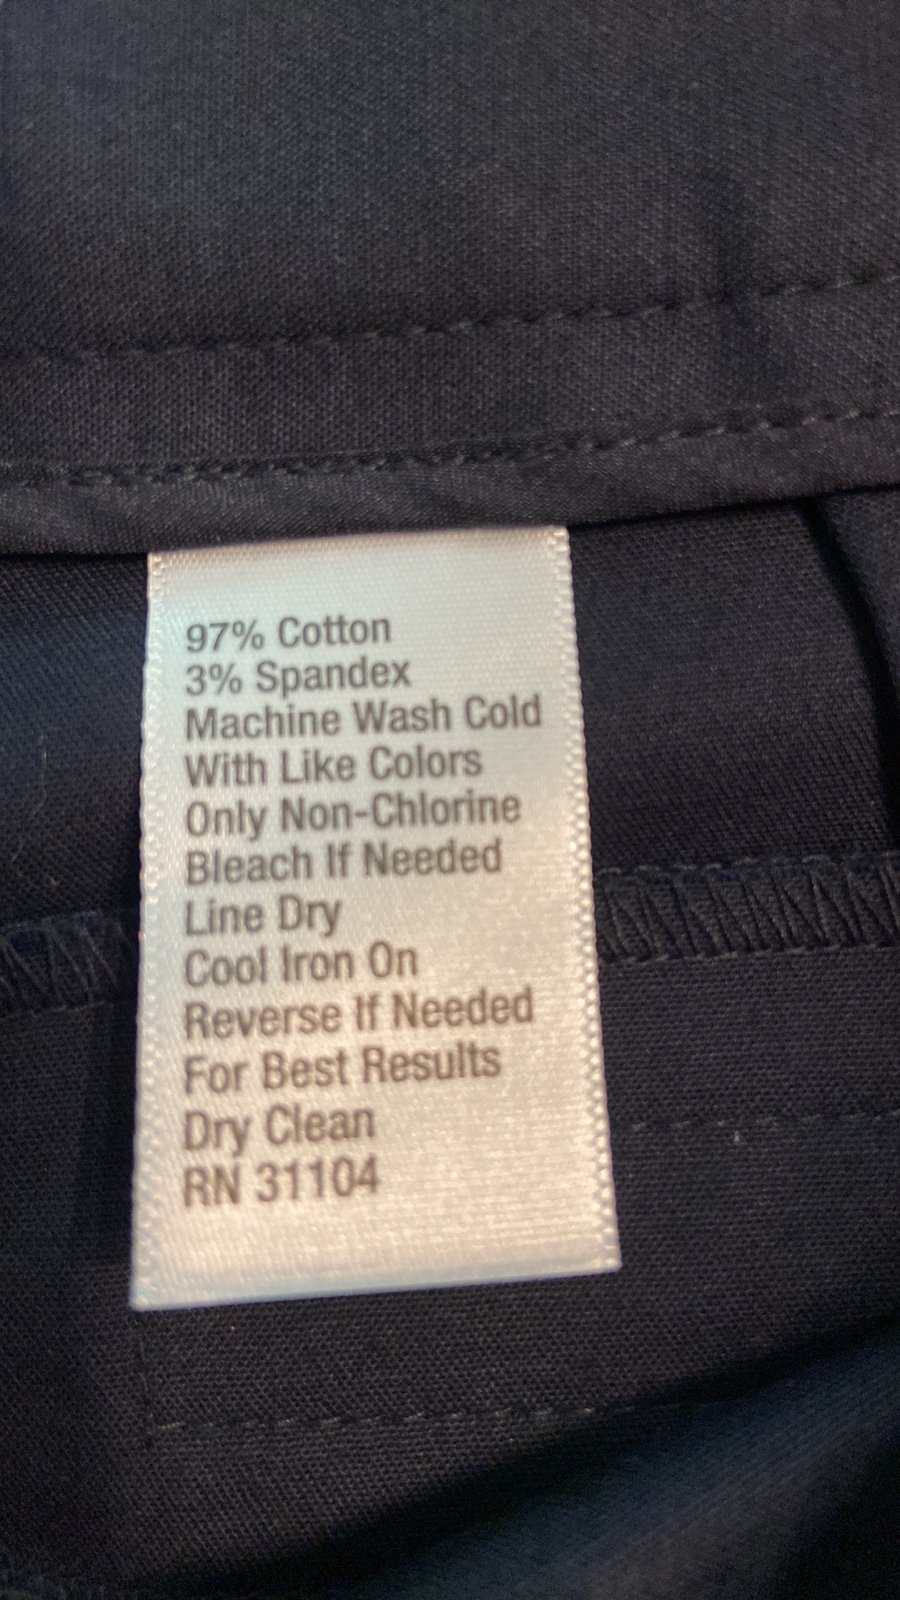 97% Cotton
3% Spandex
Machine Wash Cold
With Like Colors
Only Non-Chlorine
Bleach If Needed
Line Dry
Cool Iron On
Reverse If Needed
For Best Results
Dry Clean
RN 31104